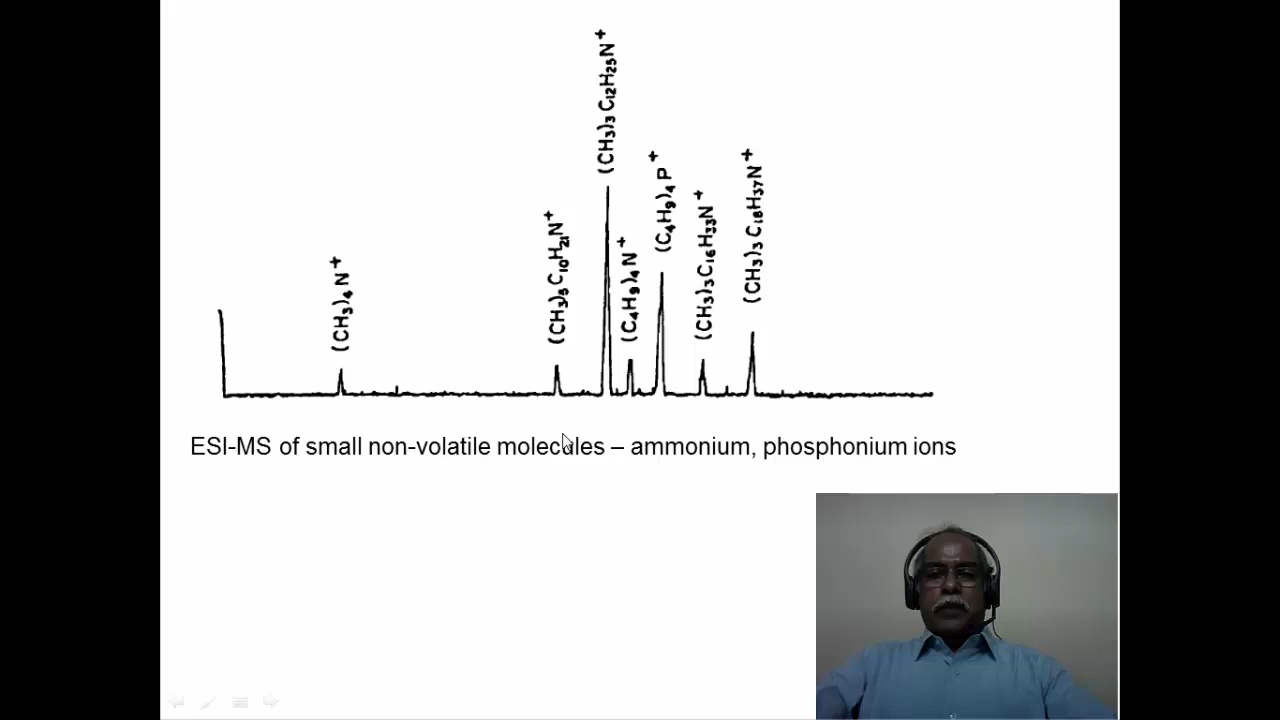 (CH3)4N+
(CH3)3C10H21N+
(CH3)3C12H25N+
(C4H9)4N+
(C4H9)4P+
(CH3)3C16H33N+
(CH3)3C18H37N+
ESI-MS of small non-volatile molecules – ammonium, phosphonium ions